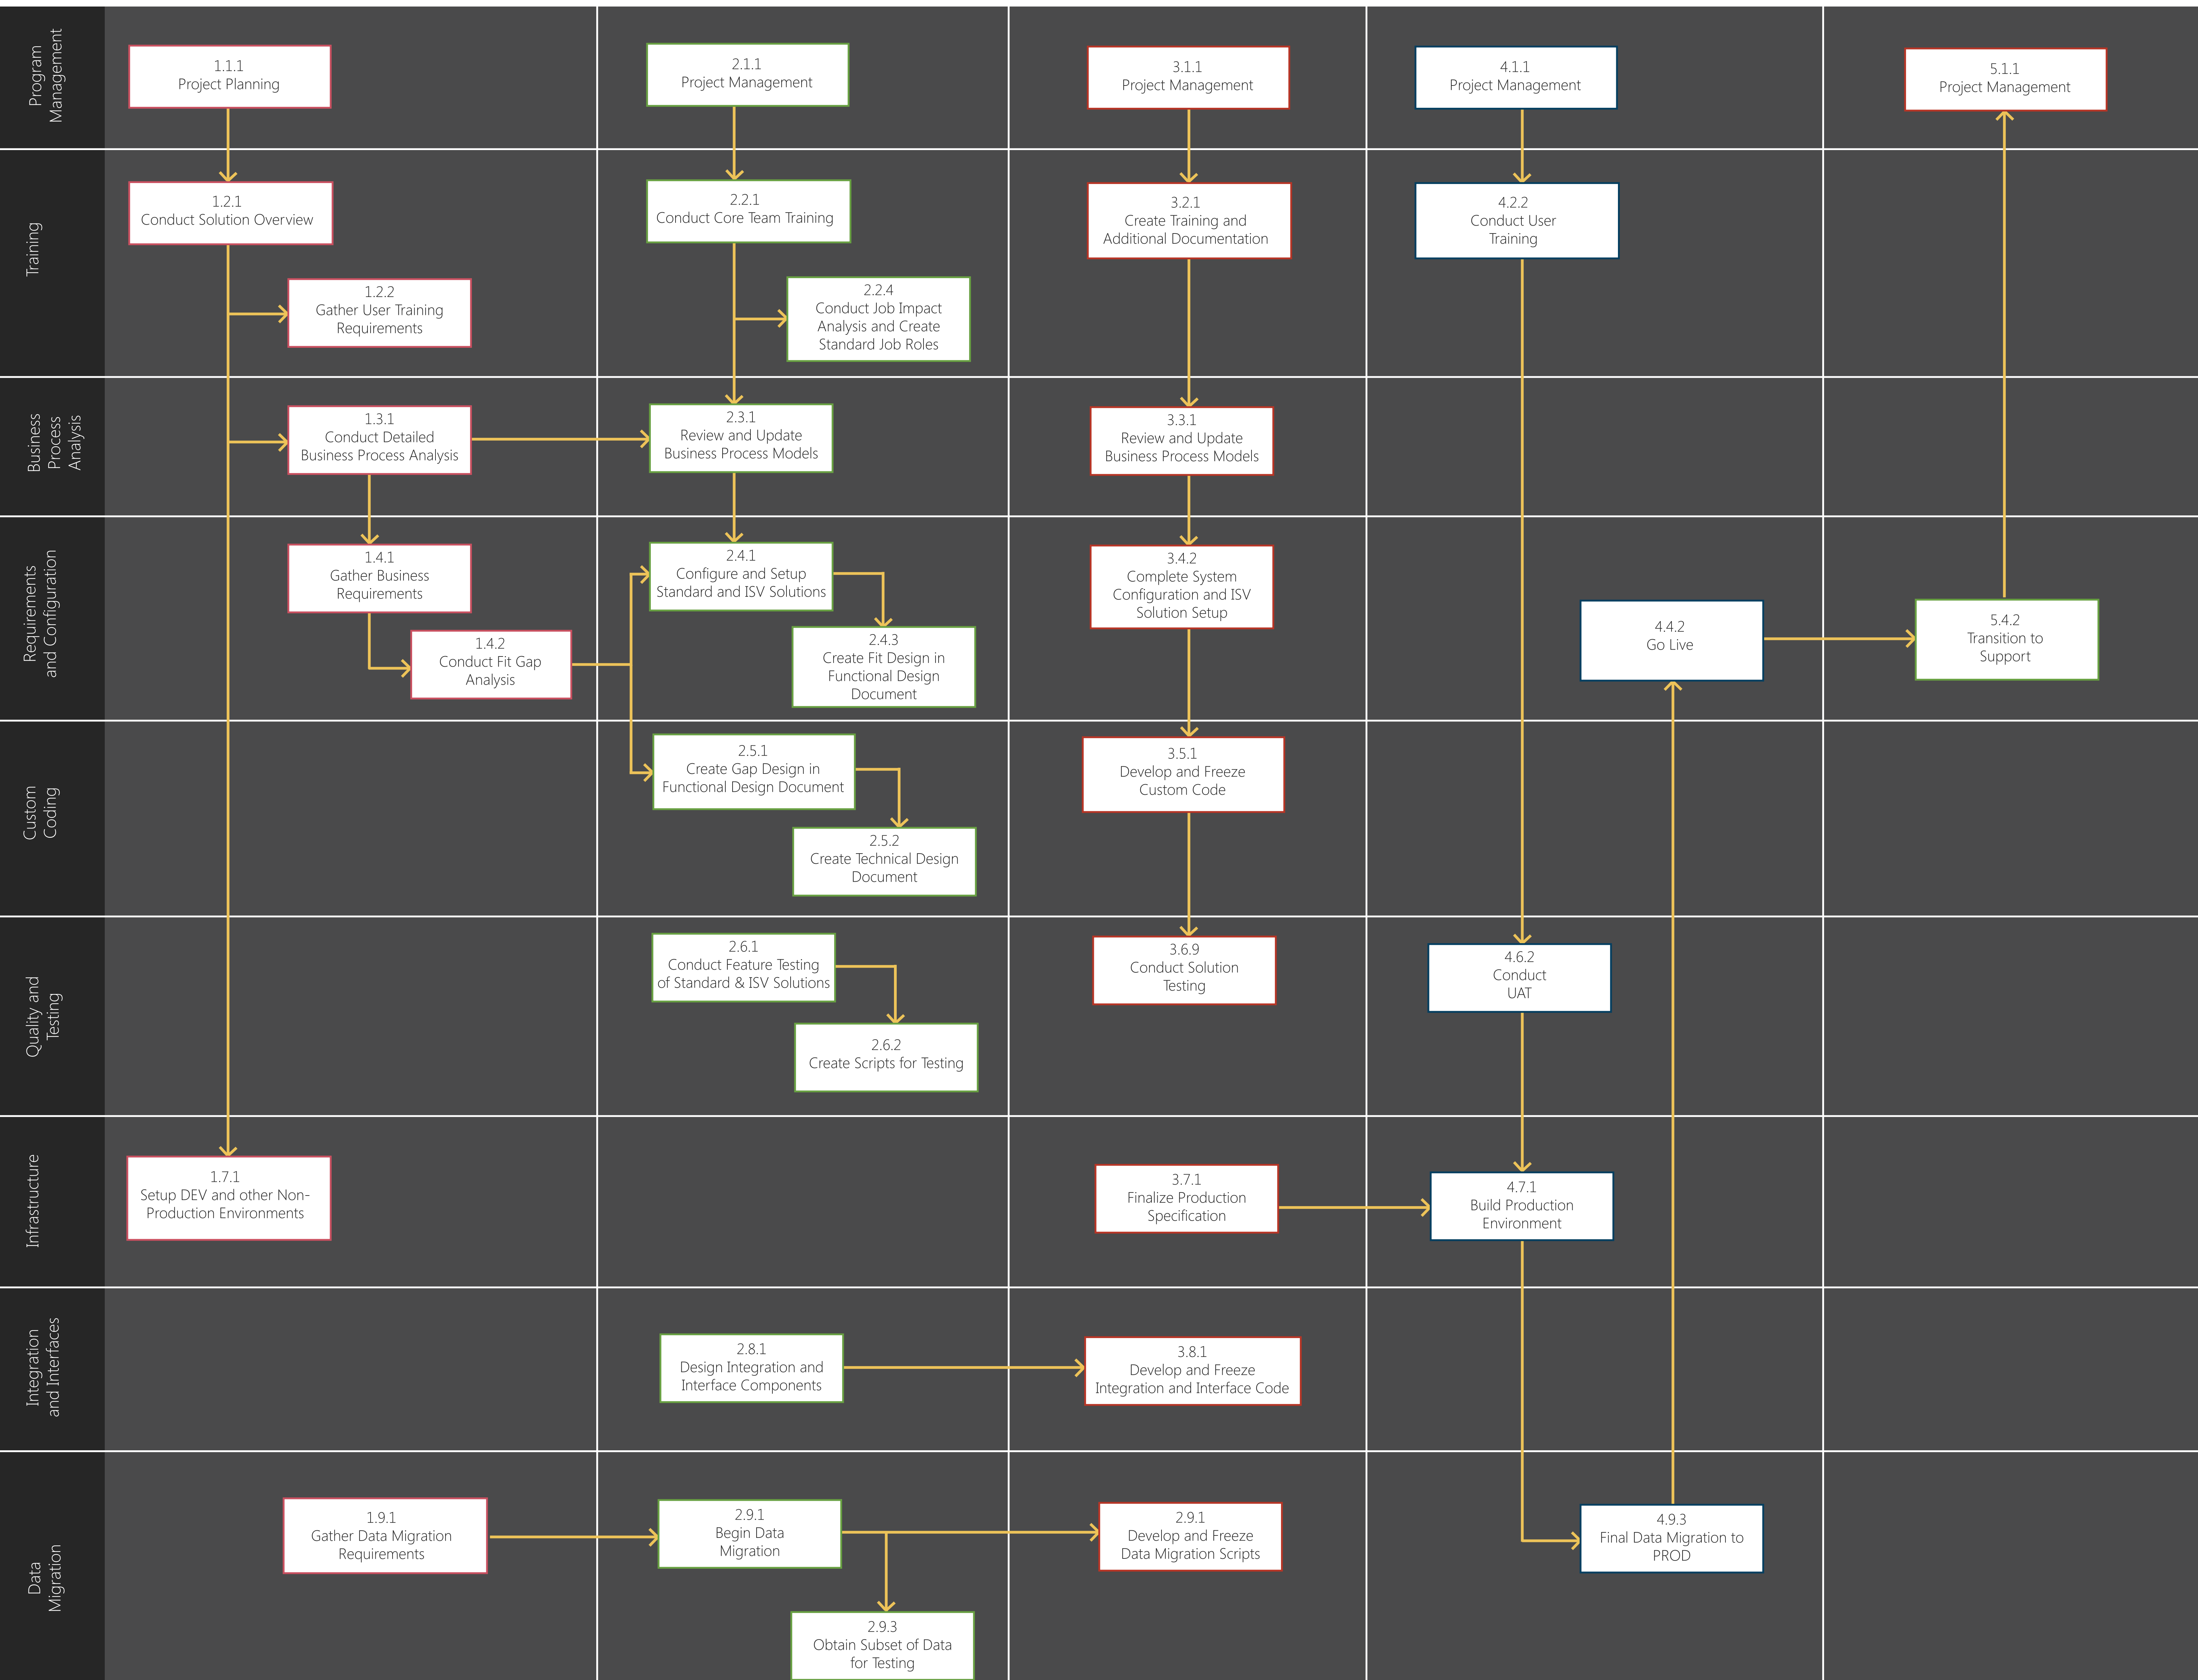 Program
Management
1.1.1
Project Planning
2.1.1
Project Management
3.1.1
Project Management
4.1.1
Project Management
5.1.1
Project Management
Training
1.2.1
Conduct Solution Overview
1.2.2
Gather User Training
Requirements
2.2.1
Conduct Core Team Training
2.2.4
Conduct Job Impact
Analysis and Create
Standard Job Roles
3.2.1
Create Training and
Additional Documentation
4.2.2
Conduct User
Training
Business
Process
Analysis
1.3.1
Conduct Detailed
Business Process Analysis
2.3.1
Review and Update
Business Process Models
3.3.1
Review and Update
Business Process Models
Requirements
and Configuration
1.4.1
Gather Business
Requirements
1.4.2
Conduct Fit Gap
Analysis
2.4.1
Configure and Setup
Standard and ISV Solutions
2.4.3
Create Fit Design in
Functional Design
Document
3.4.2
Complete System
Configuration and ISV
Solution Setup
4.4.2
Go Live
5.4.2
Transition to
Support
Custom
Coding
2.5.1
Create Gap Design in
Functional Design Document
2.5.2
Create Technical Design
Document
3.5.1
Develop and Freeze
Custom Code
Quality and
Testing
2.6.1
Conduct Feature Testing
of Standard & ISV Solutions
2.6.2
Create Scripts for Testing
3.6.9
Conduct Solution
Testing
4.6.2
Conduct
UAT
Infrastructure
1.7.1
Setup DEV and other Non-
Production Environments
3.7.1
Finalize Production
Specification
4.7.1
Build Production
Environment
Integration
and Interfaces
2.8.1
Design Integration and
Interface Components
3.8.1
Develop and Freeze
Integration and Interface Code
Data
Migration
1.9.1
Gather Data Migration
Requirements
2.9.1
Begin Data
Migration
2.9.3
Obtain Subset of Data
for Testing
2.9.1
Develop and Freeze
Data Migration Scripts
4.9.3
Final Data Migration to
PROD